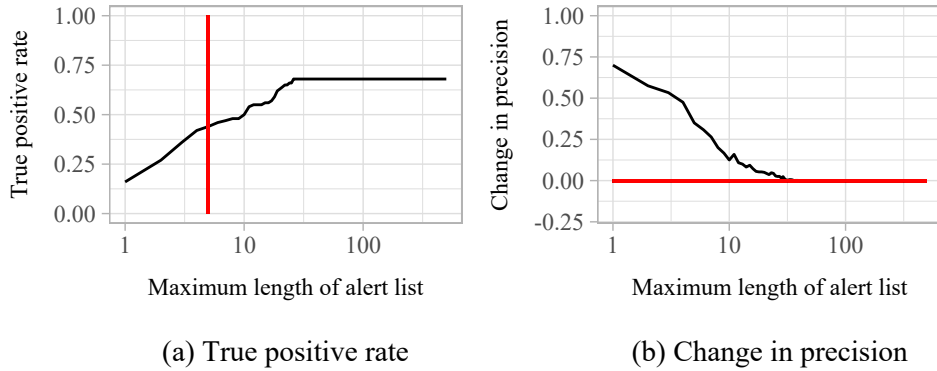 1.00
0.75
0.50
0.25
0.00
True positive rate
1
10
100
Maximum length of alert list
(a) True positive rate
1.00
0.75
0.50
0.25
0.00
-0.25
Change in precision
1
10
100
Maximum length of alert list
(b) Change in precision